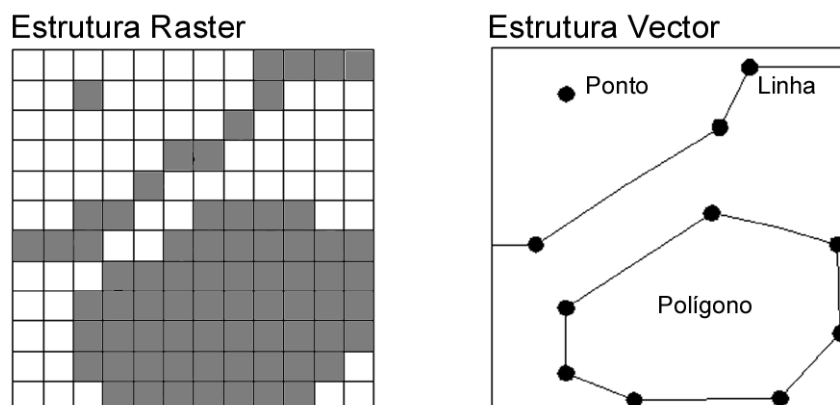 Estrutura Raster
Estrutura Vector
Ponto
Linha
Polígono